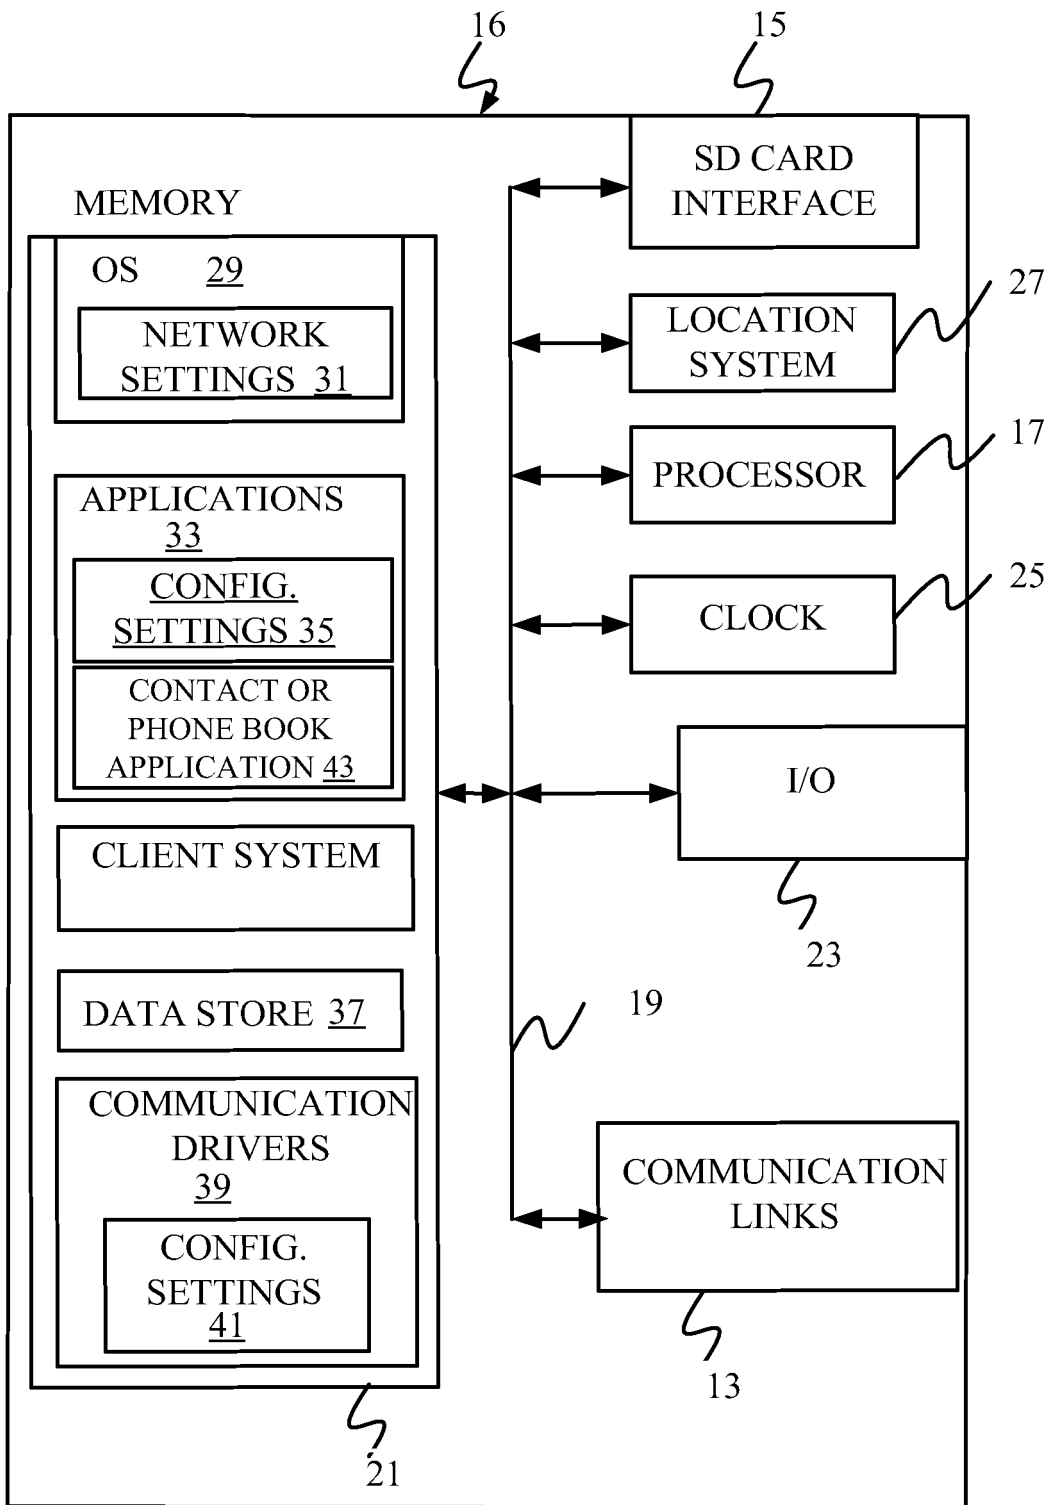 16
15
SD CARD
INTERFACE
MEMORY
OS 29
NETWORK
SETTINGS 31
27
LOCATION
SYSTEM
17
PROCESSOR
APPLICATIONS
33
CONFIG.
SETTINGS 35
25
CLOCK
CONTACT OR
PHONE BOOK
APPLICATION 43
I/O
23
CLIENT SYSTEM
DATA STORE 37
19
COMMUNICATION
DRIVERS
39
CONFIG.
SETTINGS
41
COMMUNICATION
LINKS
13
21